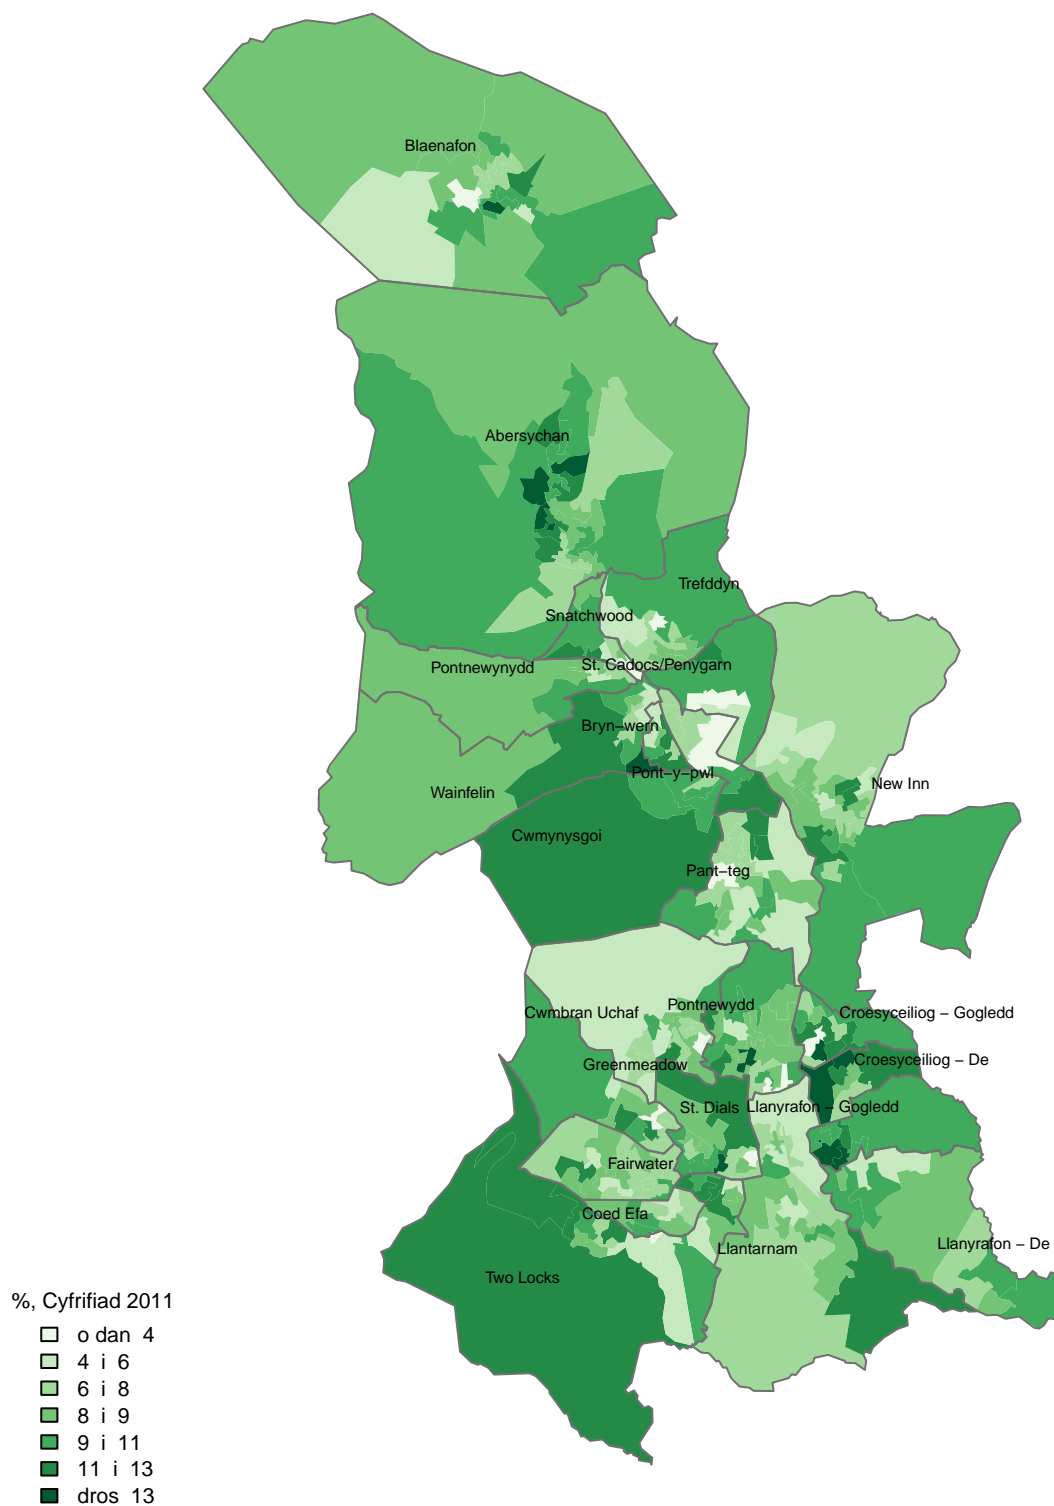 Blaenafon
Abersychan
Trefddyn
Snatchwood
St. Cadocs/Penygarn
Pontnewynydd
Bryn−wern
Pont−y−pwl
New Inn
Wainfelin
Cwmynysgoi
Pant−teg
Pontnewydd
Cwmbran Uchaf
Croesyceiliog − Gogledd
Croesyceiliog − De
Greenmeadow
St. Dials
Llanyrafon − Gogledd
Fairwater
Coed Efa
Llanyrafon − De
Llantarnam
Two Locks
%, Cyfrifiad 2011
o dan 4
4 i 6
6 i 8
8 i 9
9 i 11
11 i 13
dros 13